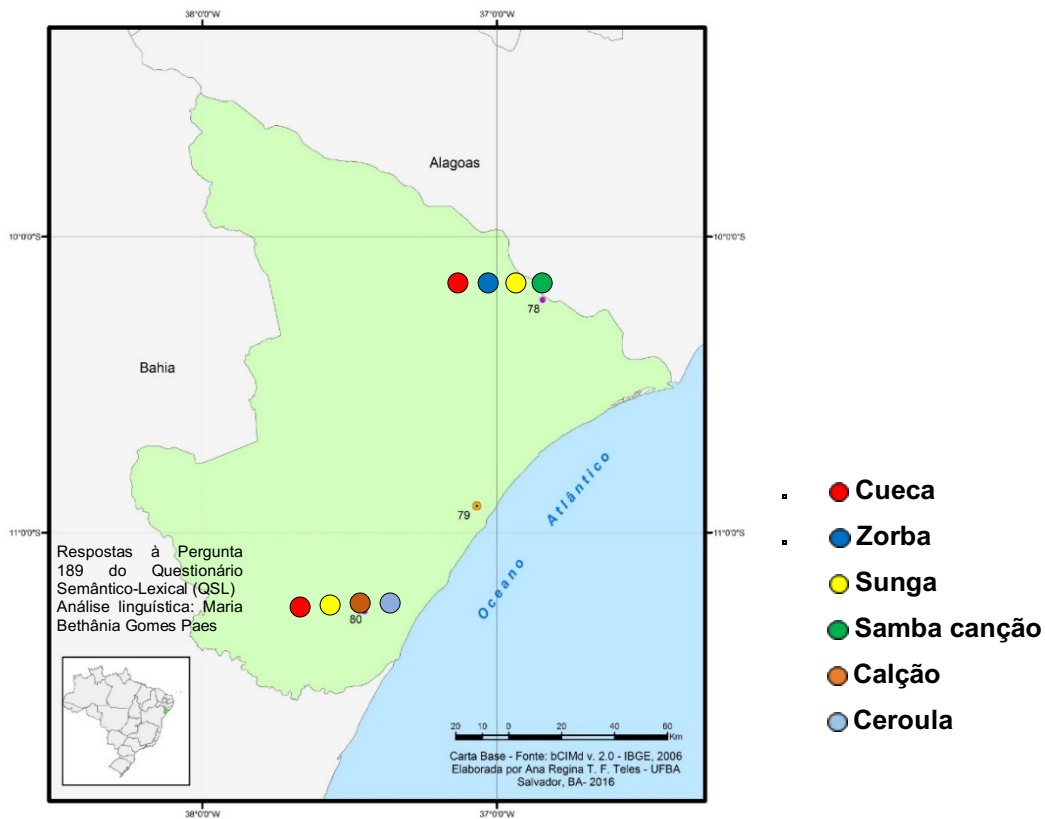 38°0'0"W
37°0'0"W
Alagoas
10°0'0"S
10°0'0"S
78
Bahia
Oceano Atlântico
79
11°0'0"S
11°0'0"S
Respostas à Pergunta
189 do Questionário
Semântico-Lexical (QSL)
Análise linguística: Maria
Bethânia Gomes Paes
80
20 10 0 20 40 60
Km
Carta Base - Fonte: bCIMd v. 2.0 - IBGE, 2006
Elaborada por Ana Regina T. F. Teles - UFBA
Salvador, BA- 2016
38°0'0"W
37°0'0"W
Cueca
Zorba
Sunga
Samba canção
Calção
Ceroula